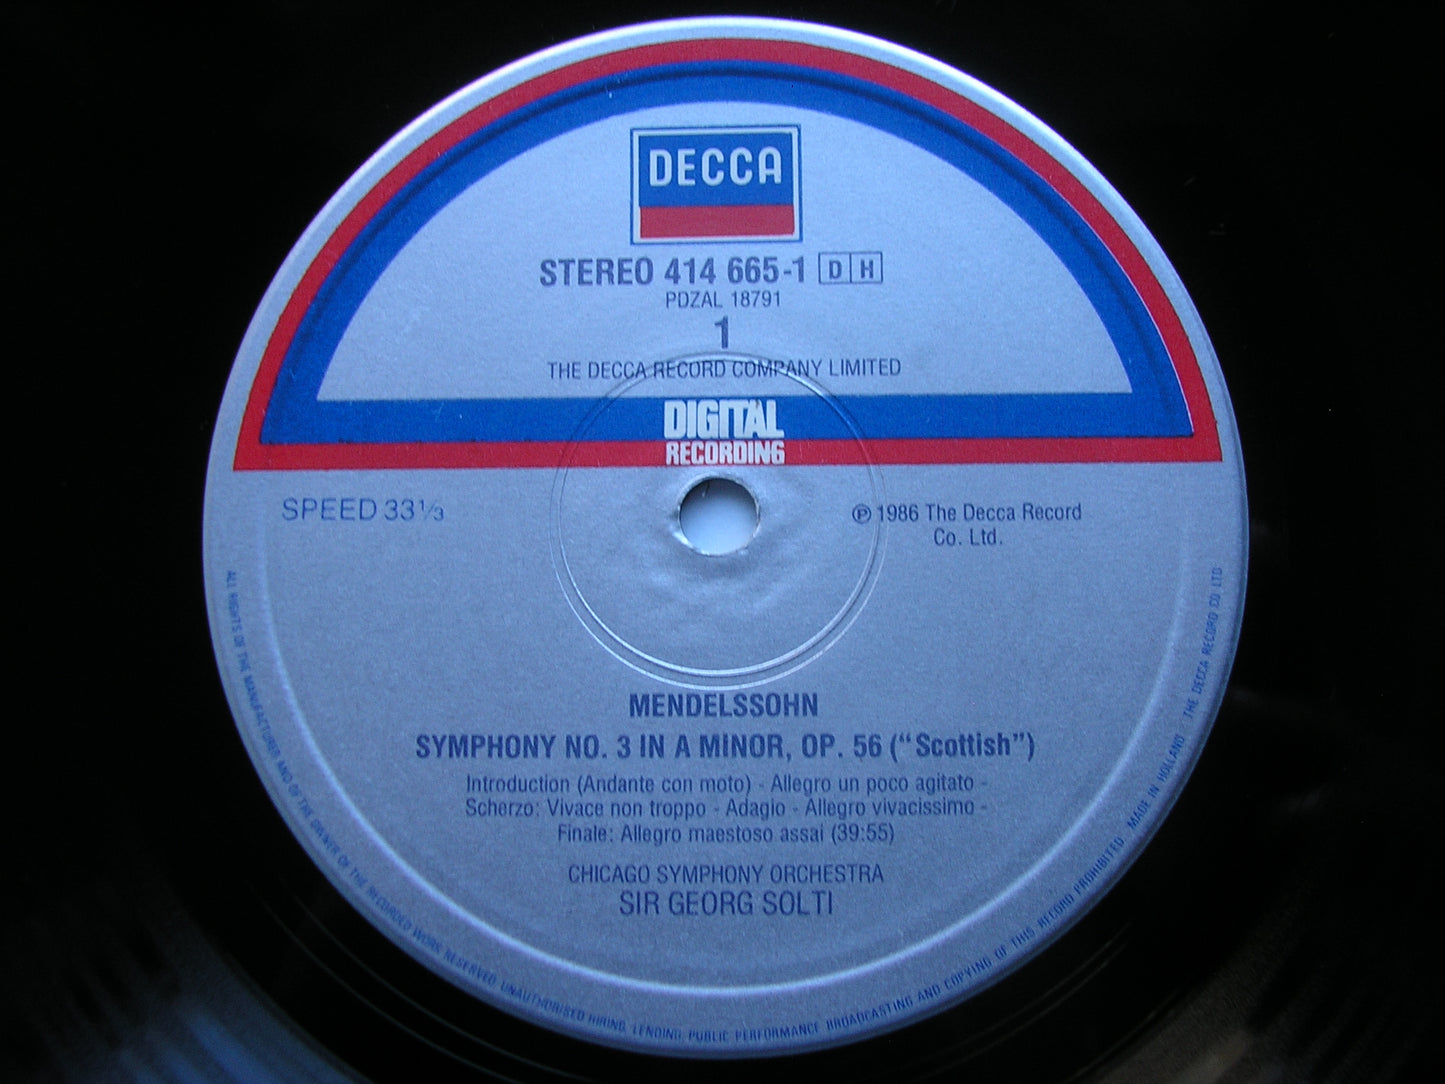 DECCA
STEREO 414 665-1 D H
PDZAL 18791
1
THE DECCA RECORD COMPANY LIMITED
DIGITAL
RECORDING
SPEED 33 1/3
℗ 1986 The Decca Record
Co. Ltd.
MENDELSSOHN
SYMPHONY NO. 3 IN A MINOR, OP. 56 (“Scottish”)
Introduction (Andante con moto) - Allegro un poco agitato -
Scherzo: Vivace non troppo - Adagio - Allegro vivacissimo -
Finale: Allegro maestoso assai (39:55)
CHICAGO SYMPHONY ORCHESTRA
SIR GEORG SOLTI
ALL RIGHTS OF THE MANUFACTURER AND OF THE OWNER OF THE RECORDED WORK RESERVED. UNAUTHORISED HIRING, LENDING, PUBLIC PERFORMANCE, BROADCASTING AND COPYING OF THIS RECORD PROHIBITED MADE IN HOLLAND THE DECCA RECORD CO LTD